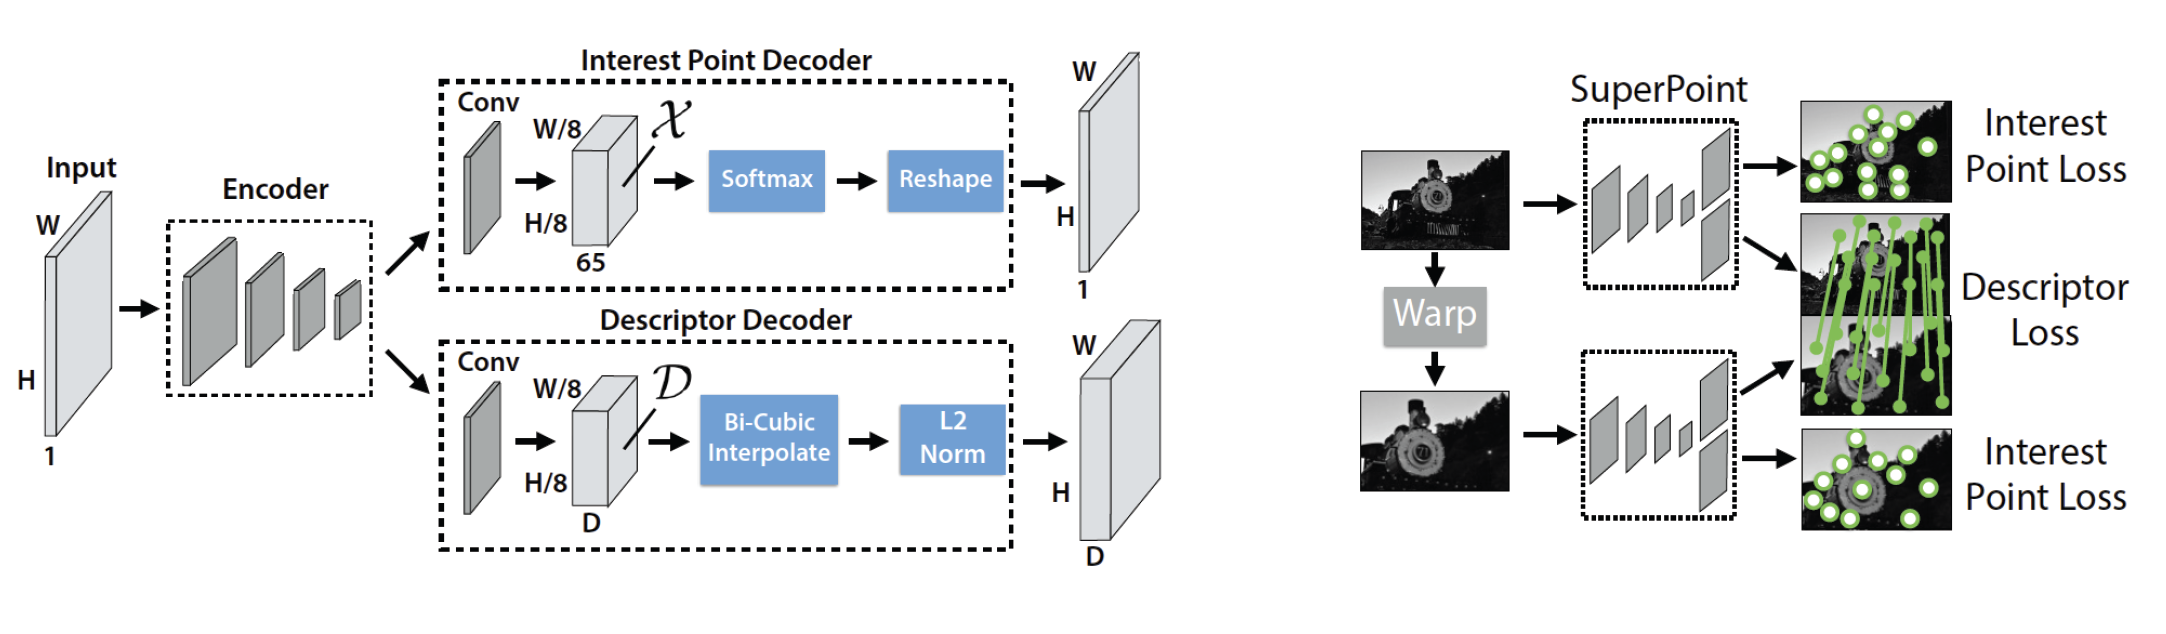 Input
W
H
1
Encoder
Interest Point Decoder
Conv
W/8
H/8
65
𝒳
Softmax
Reshape
W
H
1
Descriptor Decoder
Conv
W/8
H/8
D
𝒟
Bi-Cubic
Interpolate
L2
Norm
W
H
D
SuperPoint
Warp
Interest
Point Loss
Descriptor
Loss
Interest
Point Loss